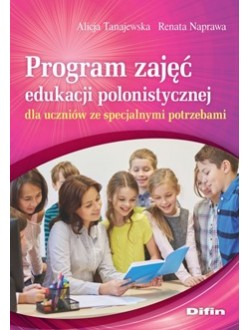 Alicja Tanajewska Renata Naprawa
Program zajęć
edukacji polonistycznej
dla uczniów ze specjalnymi potrzebami
Difin